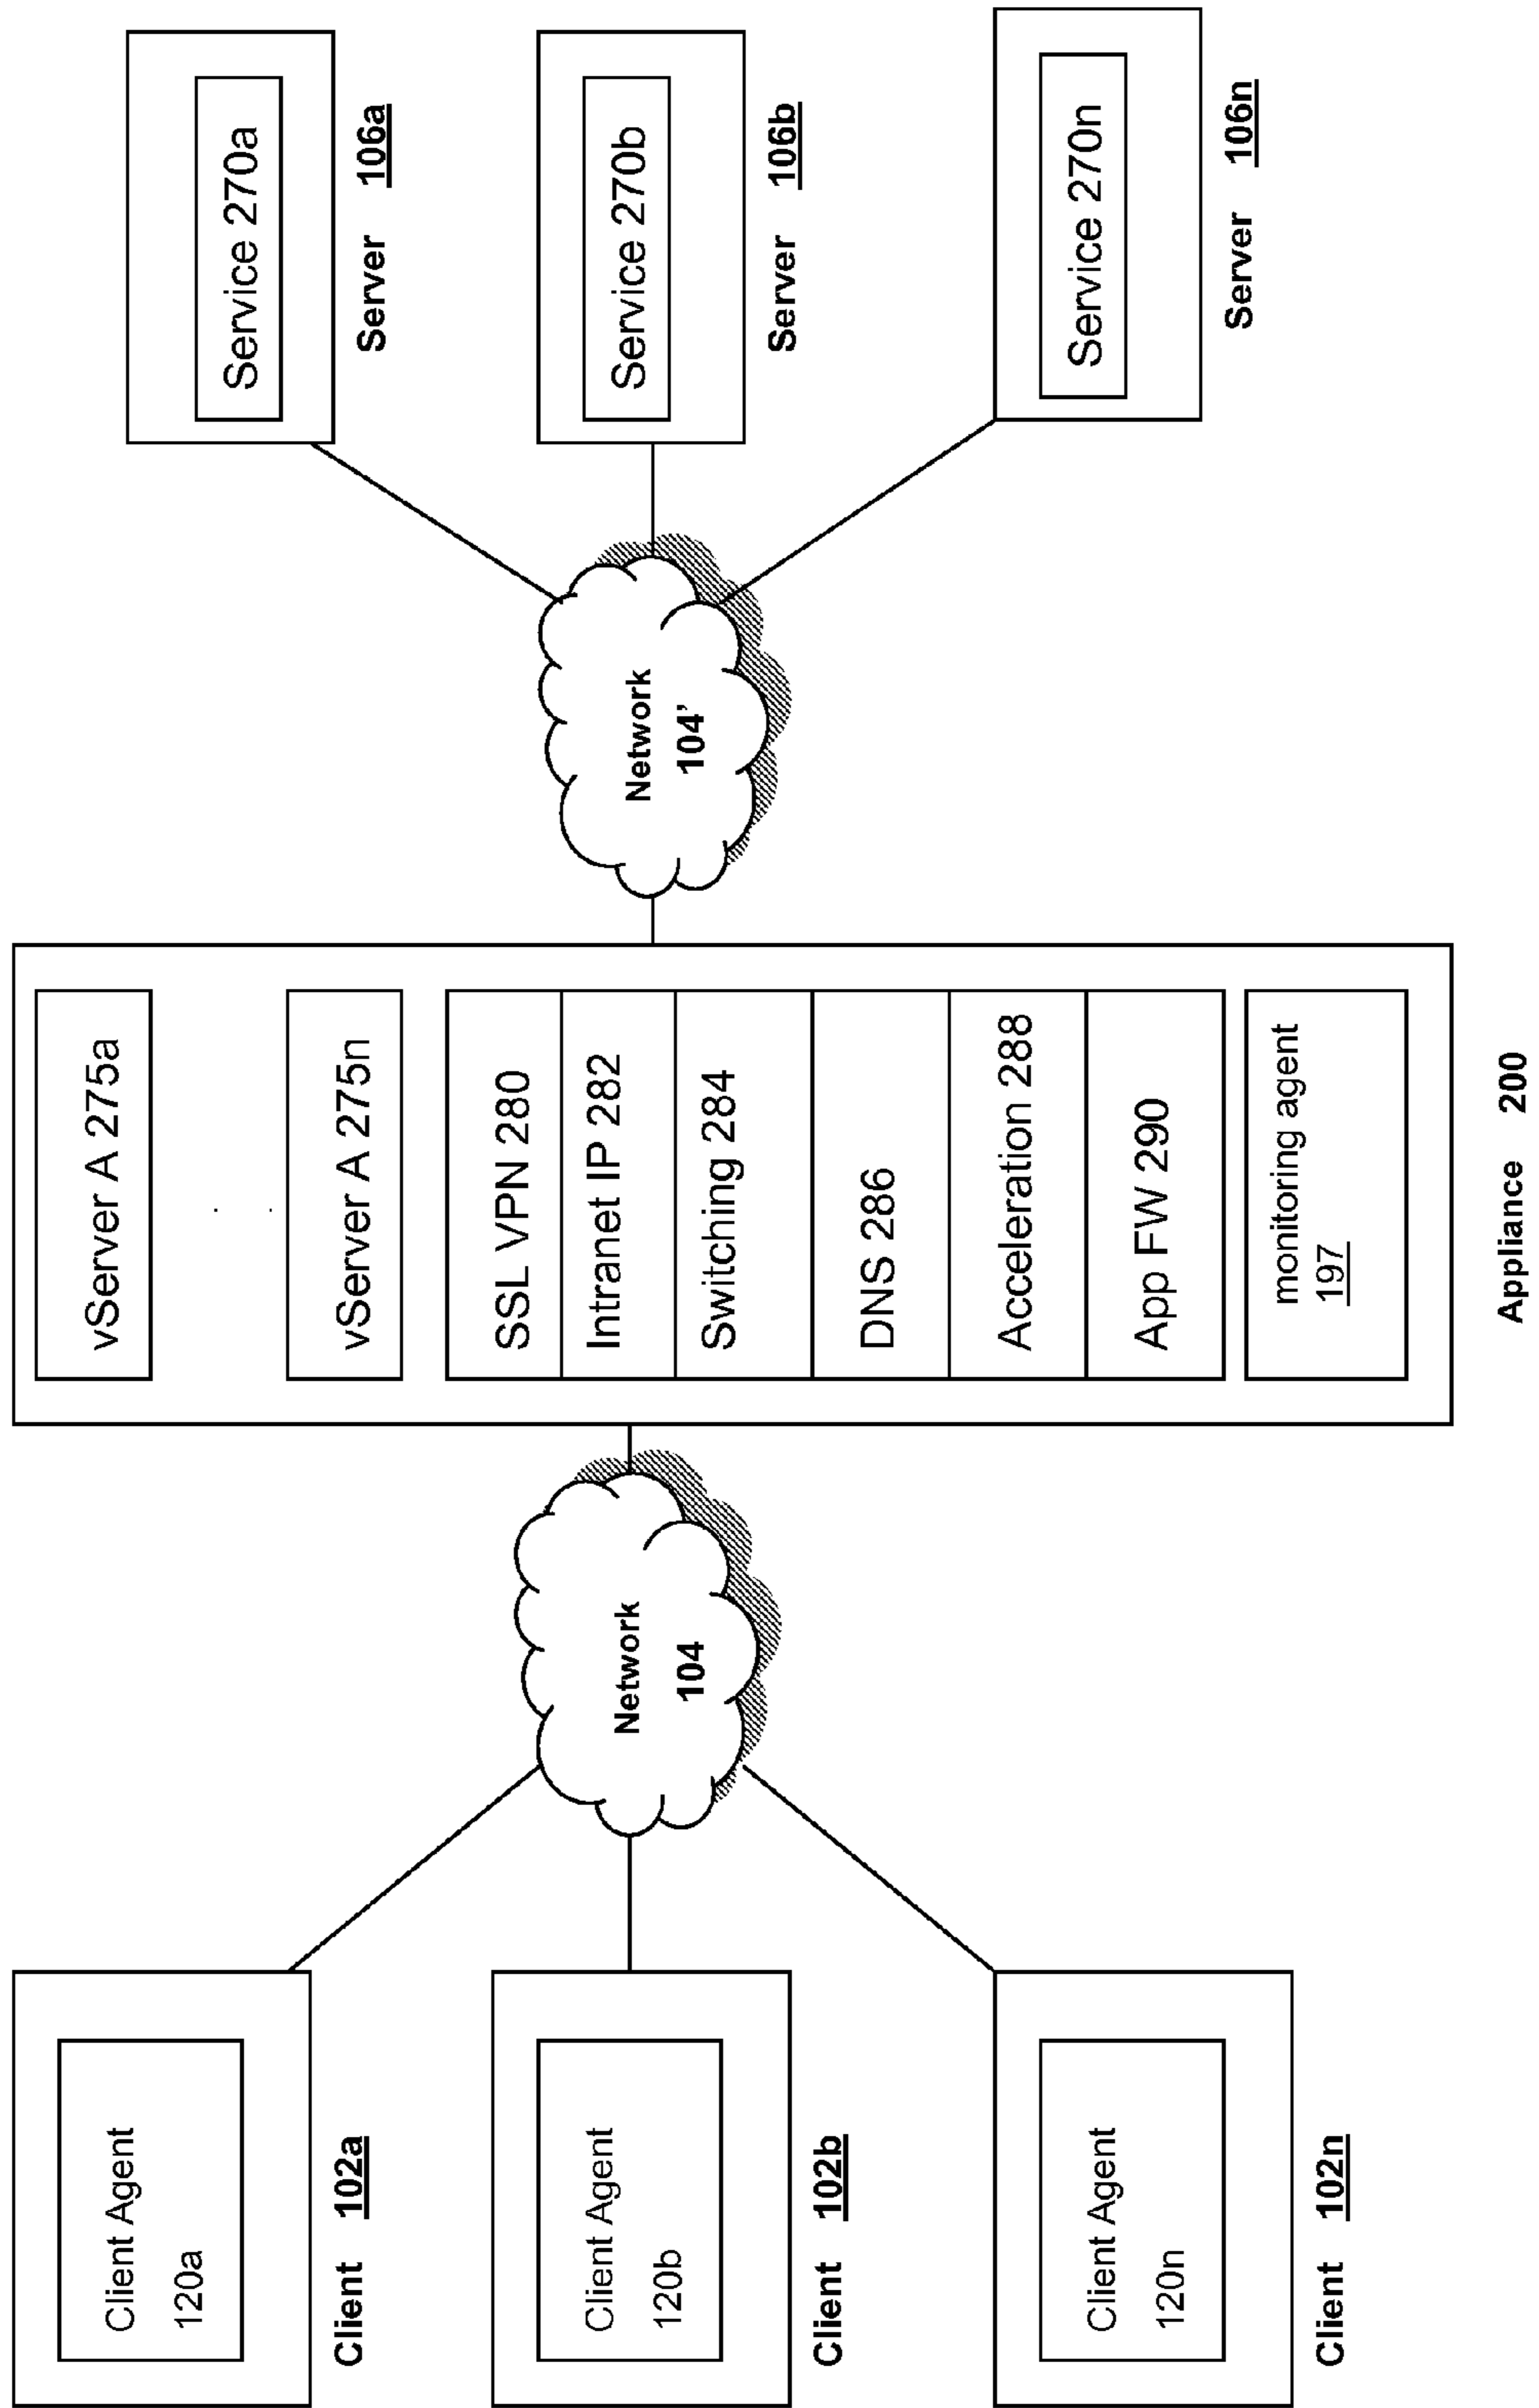 Client Agent
120a
Client 102a
Client Agent
120b
Client 102b
Client Agent
120n
Client 102n
Network
104
vServer A 275a
. .
vServer A 275n
SSL VPN 280
Intranet IP 282
Switching 284
DNS 286
Acceleration 288
App FW 290
monitoring agent
197
Appliance 200
Network
104'
Service 270a
Server 106a
Service 270b
Server 106b
Service 270n
Server 106n